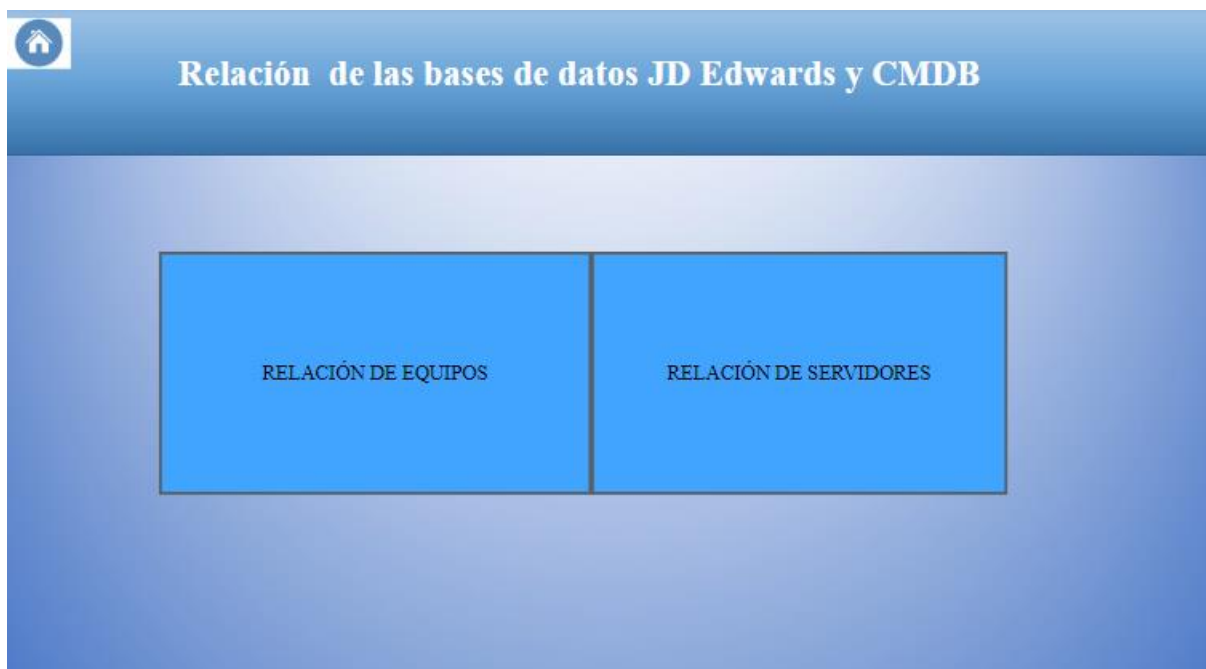 Relación de las bases de datos JD Edwards y CMDB
RELACIÓN DE EQUIPOS
RELACIÓN DE SERVIDORES